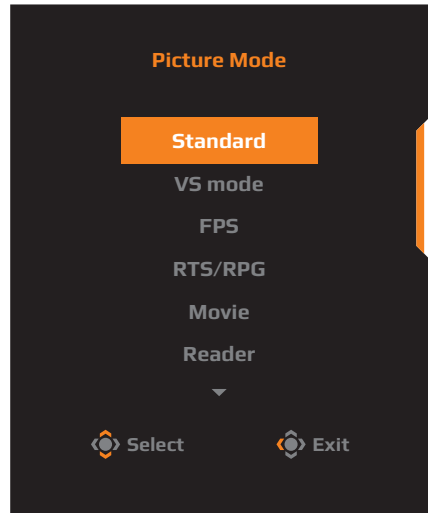 Picture Mode
Standard
VS mode
FPS
RTS/RPG
Movie
Reader
Select Exit